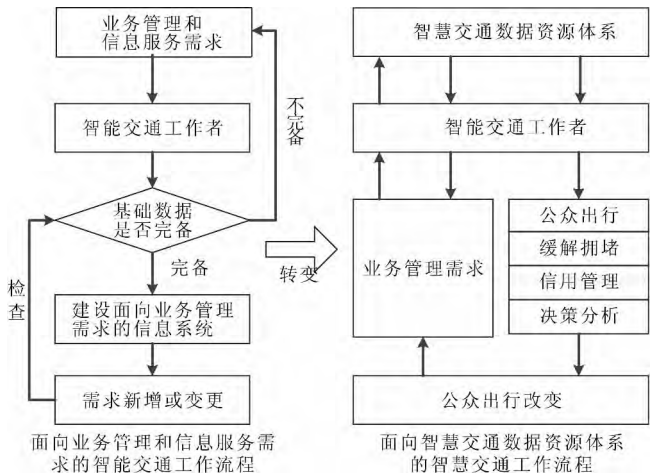 业务管理和
信息服务需求
智能交通工作者
不完备
基础数据
是否完备
完备
检查
建设面向业务管理
需求的信息系统
需求新增或变更
面向业务管理和信息服务需
求的智能交通工作流程
转变
智慧交通数据资源体系
智能交通工作者
业务管理需求
公众出行
缓解拥堵
信用管理
决策分析
公众出行改变
面向智慧交通数据资源体系
的智慧交通工作流程